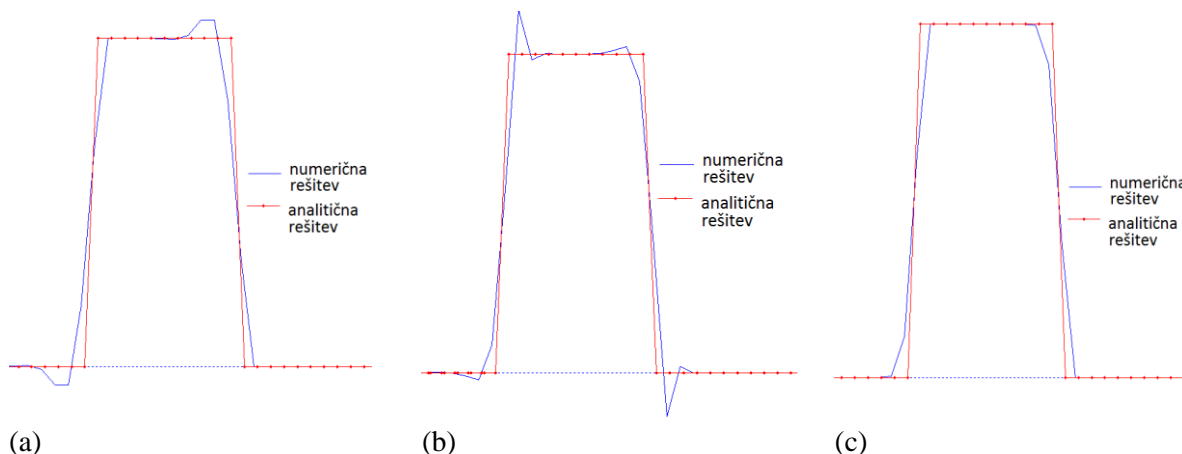 numerična
rešitev
analitična
rešitev
numerična
rešitev
analitična
rešitev
numerična
rešitev
analitična
rešitev
(a)
(b)
(c)